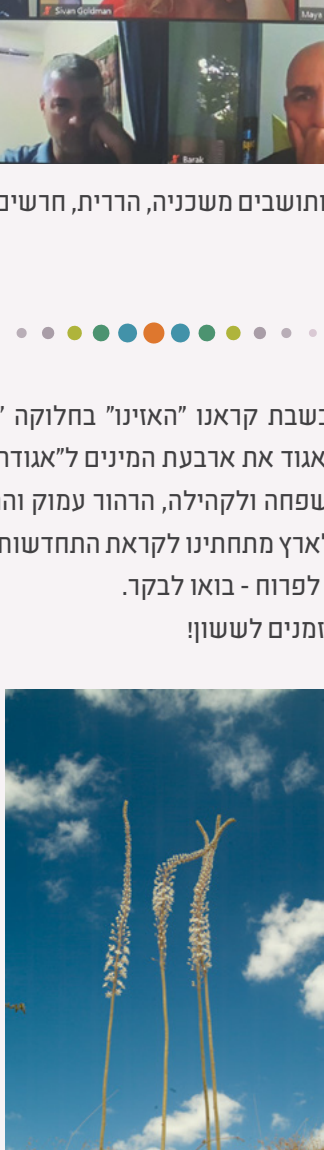 Sivan Goldman
Maya
Barak
ותושבים משכניה, הררית, חרשים
בשבת קראנו "האזינו" בחלוקה
אגוד את ארבעת המינים ל"אגודה
שפחה ולקהילה, הרהור עמוק וה
לארץ מתחתינו לקראת התחדשות
לפרוח - בואו לבקר.
זמנים לששון!